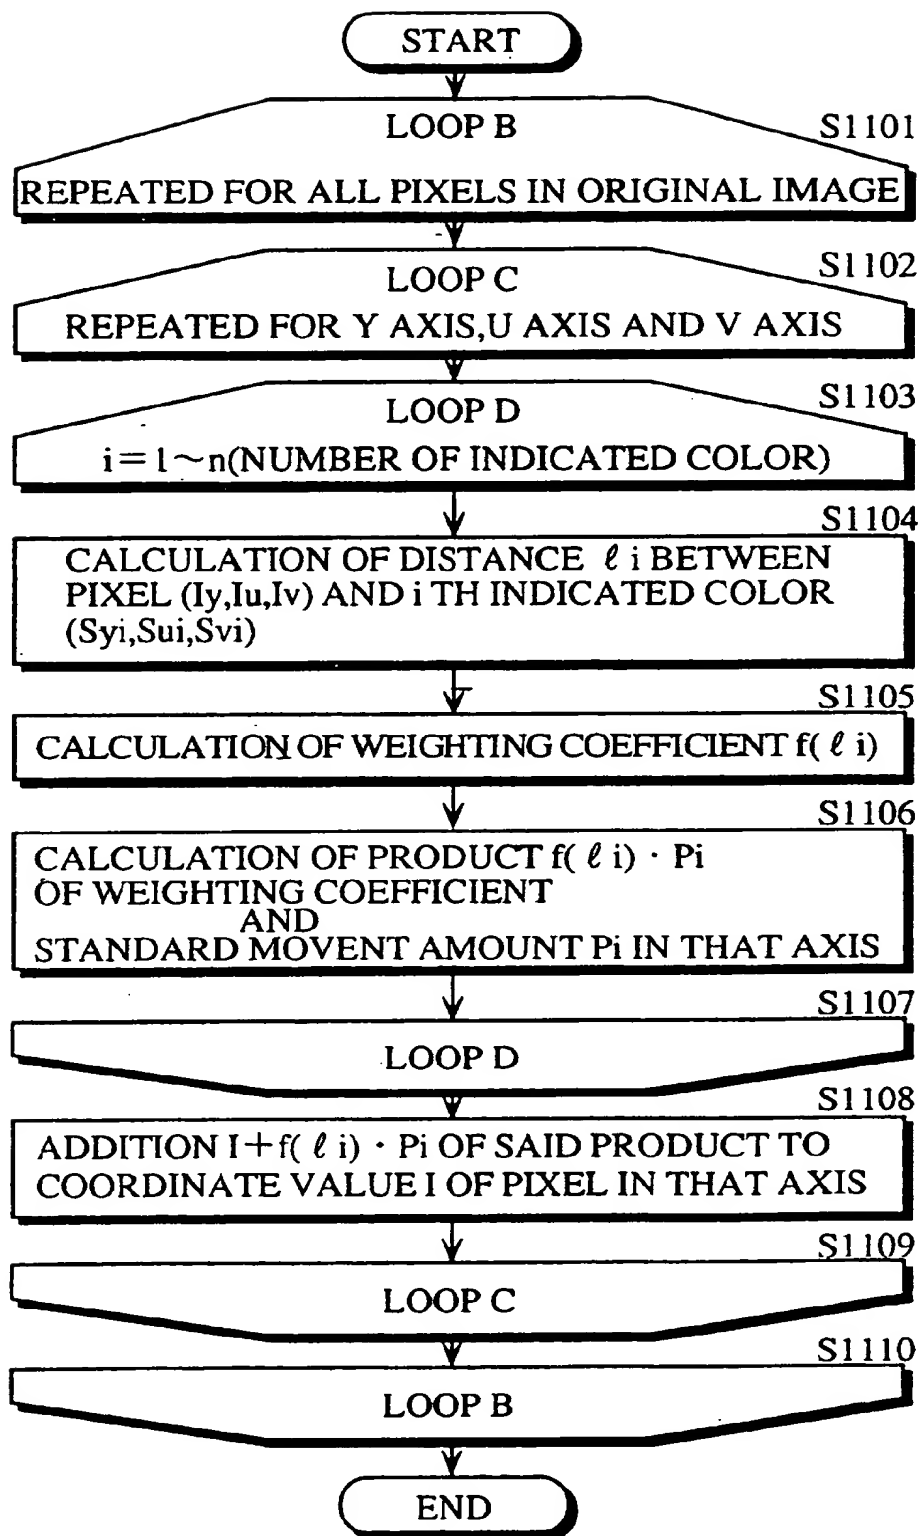 START
LOOP B
S1101
REPEATED FOR ALL PIXELS IN ORIGINAL IMAGE
LOOP C
S1102
REPEATED FOR Y AXIS,U AXIS AND V AXIS
LOOP D
S1103
i=1~n(NUMBER OF INDICATED COLOR)
S1104
CALCULATION OF DISTANCE ℓ i BETWEEN
PIXEL (Iy,Iu,Iv) AND i TH INDICATED COLOR
(Syi,Sui,Svi)
S1105
CALCULATION OF WEIGHTING COEFFICIENT f( ℓ i)
S1106
CALCULATION OF PRODUCT f( ℓ i) · Pi
OF WEIGHTING COEFFICIENT
AND
STANDARD MOVENT AMOUNT Pi IN THAT AXIS
S1107
LOOP D
S1108
ADDITION I+f( ℓ i) · Pi OF SAID PRODUCT TO
COORDINATE VALUE I OF PIXEL IN THAT AXIS
S1109
LOOP C
S1110
LOOP B
END